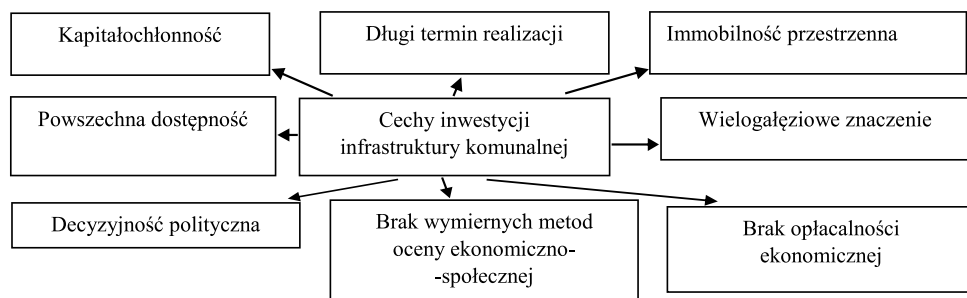 Kapitałochłonność
Długi termin realizacji
Immobilność przestrzenna
Powszechna dostępność
Cechy inwestycji
infrastruktury komunalnej
Wielogałęziowe znaczenie
Decyzyjność polityczna
Brak wymiernych metod
oceny ekonomiczno-
-społecznej
Brak opłacalności
ekonomicznej